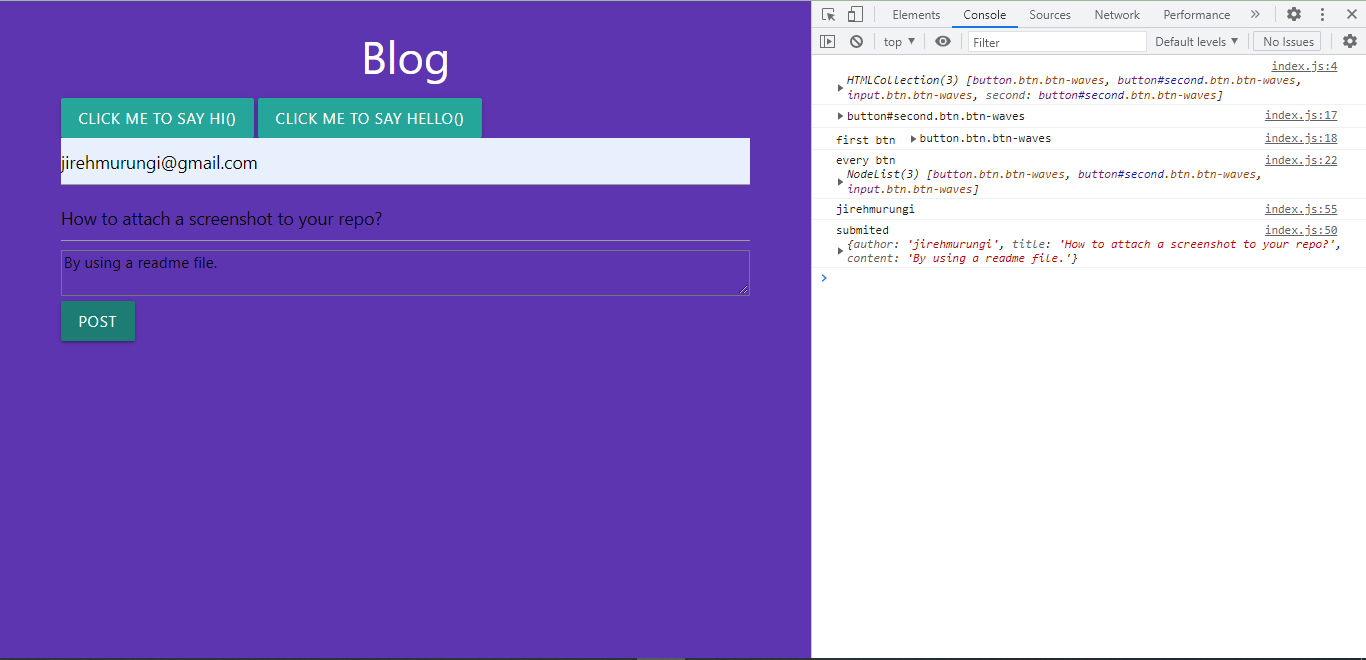 Blog
CLICK ME TO SAY HI() CLICK ME TO SAY HELLO()
jirehmurungi@gmail.com
How to attach a screenshot to your repo?
By using a readme file.
POST
Elements Console Sources Network Performance
top Filter Default levels No Issues
index.js:4
HTMLCollection(3) [button.btn.btn-waves, button#second.btn.btn-waves,
input.btn.btn-waves, second: button#second.btn.btn-waves]
button#second.btn.btn-waves index.js:17
first btn button.btn.btn-waves index.js:18
every btn index.js:22
NodeList(3) [button.btn.btn-waves, button#second.btn.btn-waves,
input.btn.btn-waves]
jirehmurungi index.js:55
submited index.js:50
{author: 'jirehmurungi', title: 'How to attach a screenshot to your repo?',
content: 'By using a readme file.'}